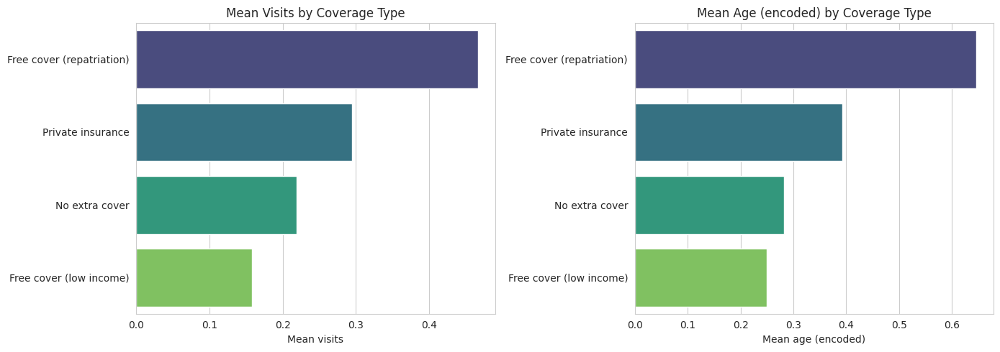 Mean Visits by Coverage Type
Free cover (repatriation)
Private insurance
No extra cover
Free cover (low income)
0.0 0.1 0.2 0.3 0.4
Mean visits
Mean Age (encoded) by Coverage Type
Free cover (repatriation)
Private insurance
No extra cover
Free cover (low income)
0.0 0.1 0.2 0.3 0.4 0.5 0.6
Mean age (encoded)